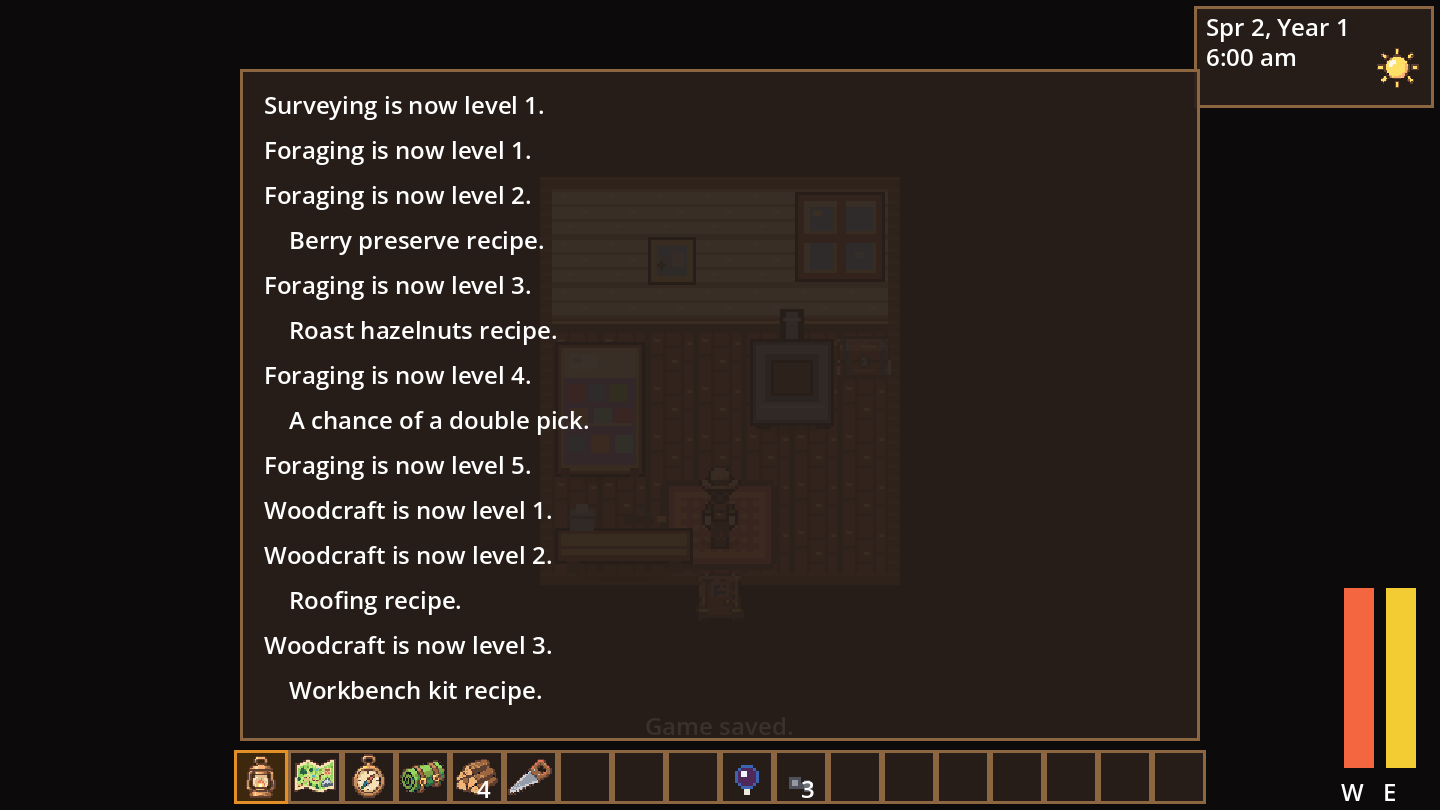 Spr 2, Year 1
6:00 am
Surveying is now level 1.
Foraging is now level 1.
Foraging is now level 2.
Berry preserve recipe.
Foraging is now level 3.
Roast hazelnuts recipe.
Foraging is now level 4.
A chance of a double pick.
Foraging is now level 5.
Woodcraft is now level 1.
Woodcraft is now level 2.
Roofing recipe.
Woodcraft is now level 3.
Workbench kit recipe.
Game saved.
4
3
W E